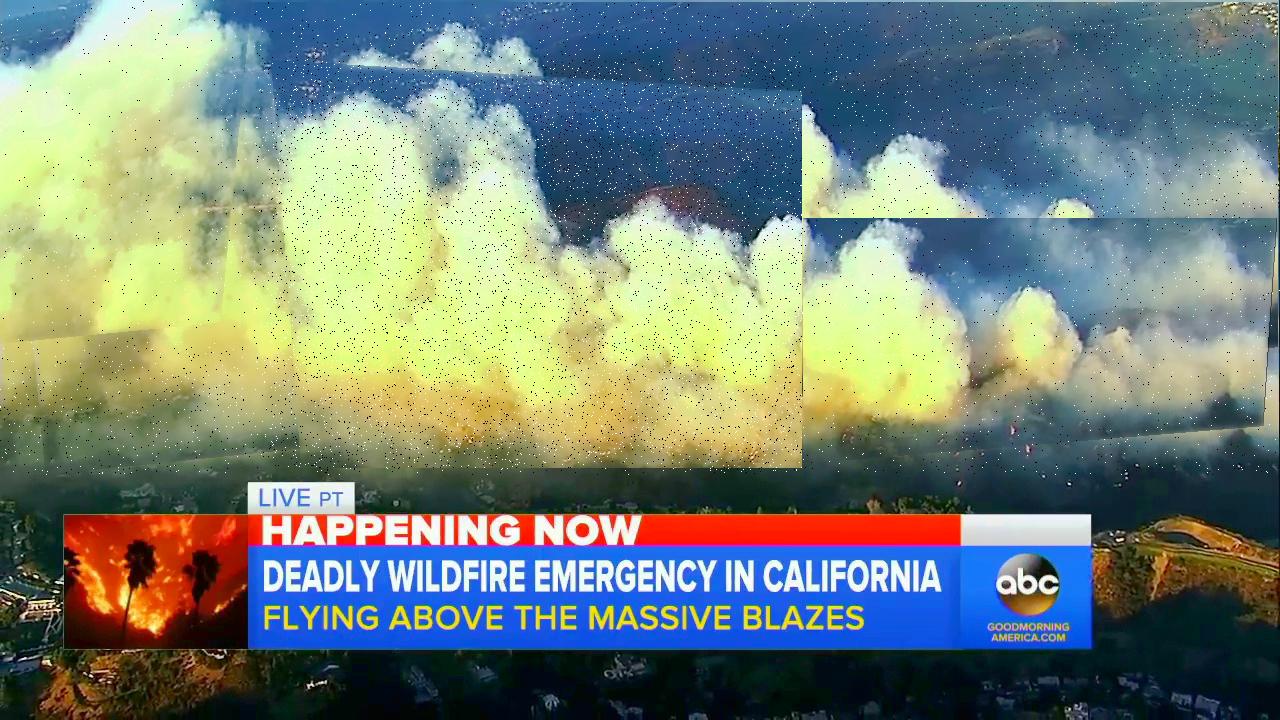 LIVE PT
HAPPENING NOW
DEADLY WILDFIRE EMERGENCY IN CALIFORNIA
FLYING ABOVE THE MASSIVE BLAZES
abc
GOODMORNING
AMERICA.COM